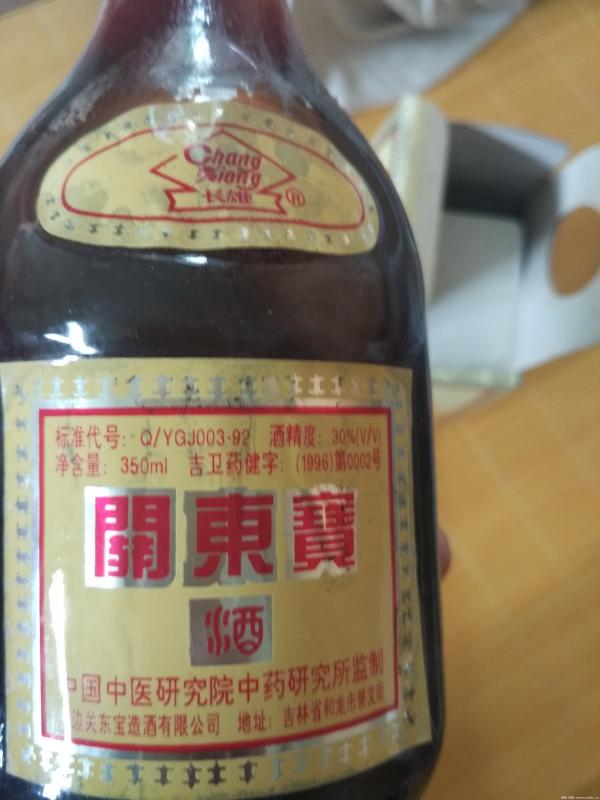 Chang
Xiong
长雄
®
标准代号: Q/YGJ003-92 酒精度: 30%(V/V)
净含量: 350ml 吉卫药健字: (1996)第0002号
關東寶
酒
中国中医研究院中药研究所监制
边关东宝造酒有限公司 地址: 吉林省和龙市